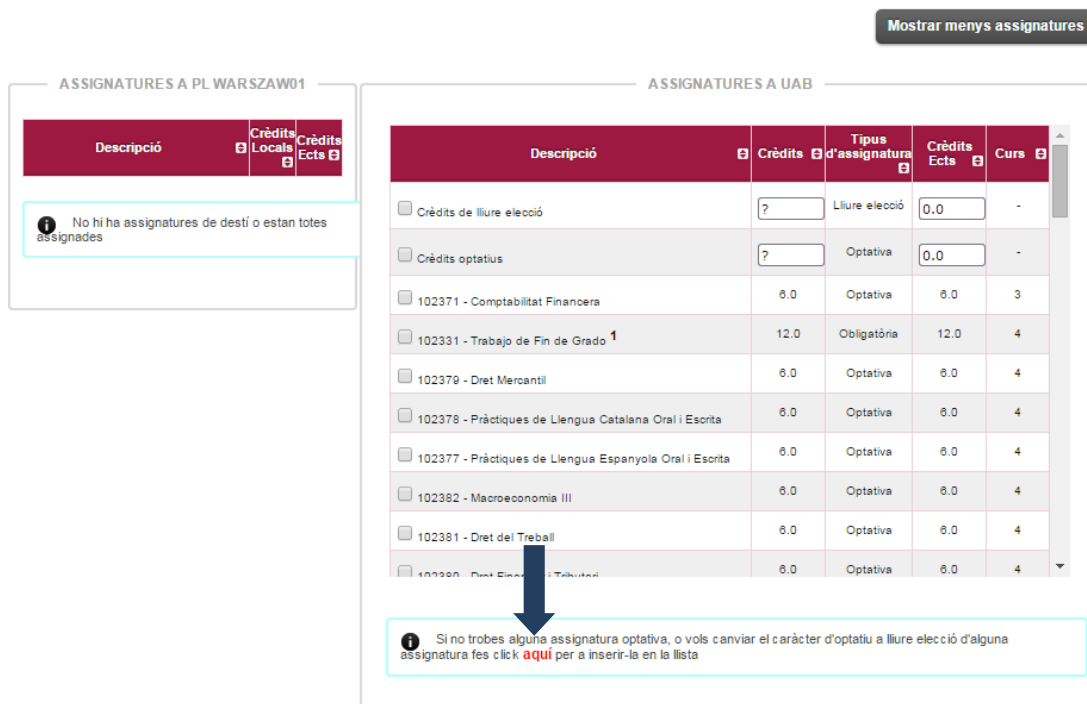 Mostrar menys assignatures
ASSIGNATURES A PL WARSZAW01
Descripció Crèdits Locals Crèdits Ects
No hi ha assignatures de destí o estan totes
assignades
ASSIGNATURES A UAB
Descripció Crèdits Tipus d'assignatura Crèdits Ects Curs
Crèdits de lliure elecció ? Lliure elecció 0.0 -
Crèdits optatius ? Optativa 0.0 -
102371 - Comptabilitat Financera 6.0 Optativa 6.0 3
102331 - Trabajo de Fin de Grado 1 12.0 Obligatòria 12.0 4
102379 - Dret Mercantil 6.0 Optativa 6.0 4
102378 - Pràctiques de Llengua Catalana Oral i Escrita 6.0 Optativa 6.0 4
102377 - Pràctiques de Llengua Espanyola Oral i Escrita 6.0 Optativa 6.0 4
102382 - Macroeconomia III 6.0 Optativa 6.0 4
102381 - Dret del Treball 6.0 Optativa 6.0 4
102380 - Dret i Tributari 6.0 Optativa 6.0 4
Si no trobes alguna assignatura optativa, o vols canviar el caràcter d'optatiu a lliure elecció d'alguna
assignatura fes click aquí per a inserir-la en la llista